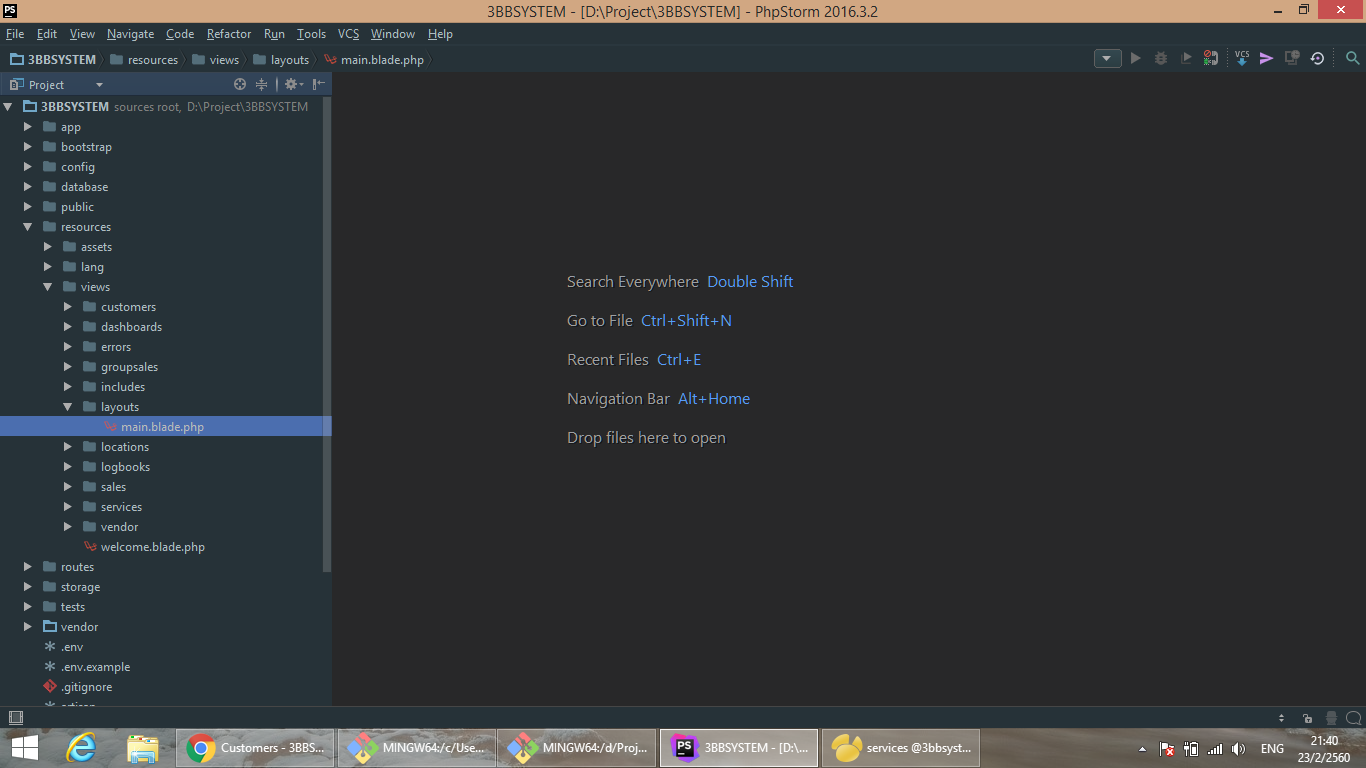 PS
3BBSYSTEM - [D:\Project\3BBSYSTEM] - PhpStorm 2016.3.2
File Edit View Navigate Code Refactor Run Tools VCS Window Help
3BBSYSTEM resources views layouts main.blade.php
VCS
Project
3BBSYSTEM sources root, D:\Project\3BBSYSTEM
app
bootstrap
config
database
public
resources
assets
lang
views
customers
dashboards
errors
groupsales
includes
layouts
main.blade.php
locations
logbooks
sales
services
vendor
welcome.blade.php
routes
storage
tests
vendor
.env
.env.example
.gitignore
artisan
Search Everywhere Double Shift
Go to File Ctrl+Shift+N
Recent Files Ctrl+E
Navigation Bar Alt+Home
Drop files here to open
Customers - 3BBS...
MINGW64:/c/Use...
MINGW64:/d/Proj...
PS
3BBSYSTEM - [D:\...
services @3bbsyst...
ENG
21:40
23/2/2560